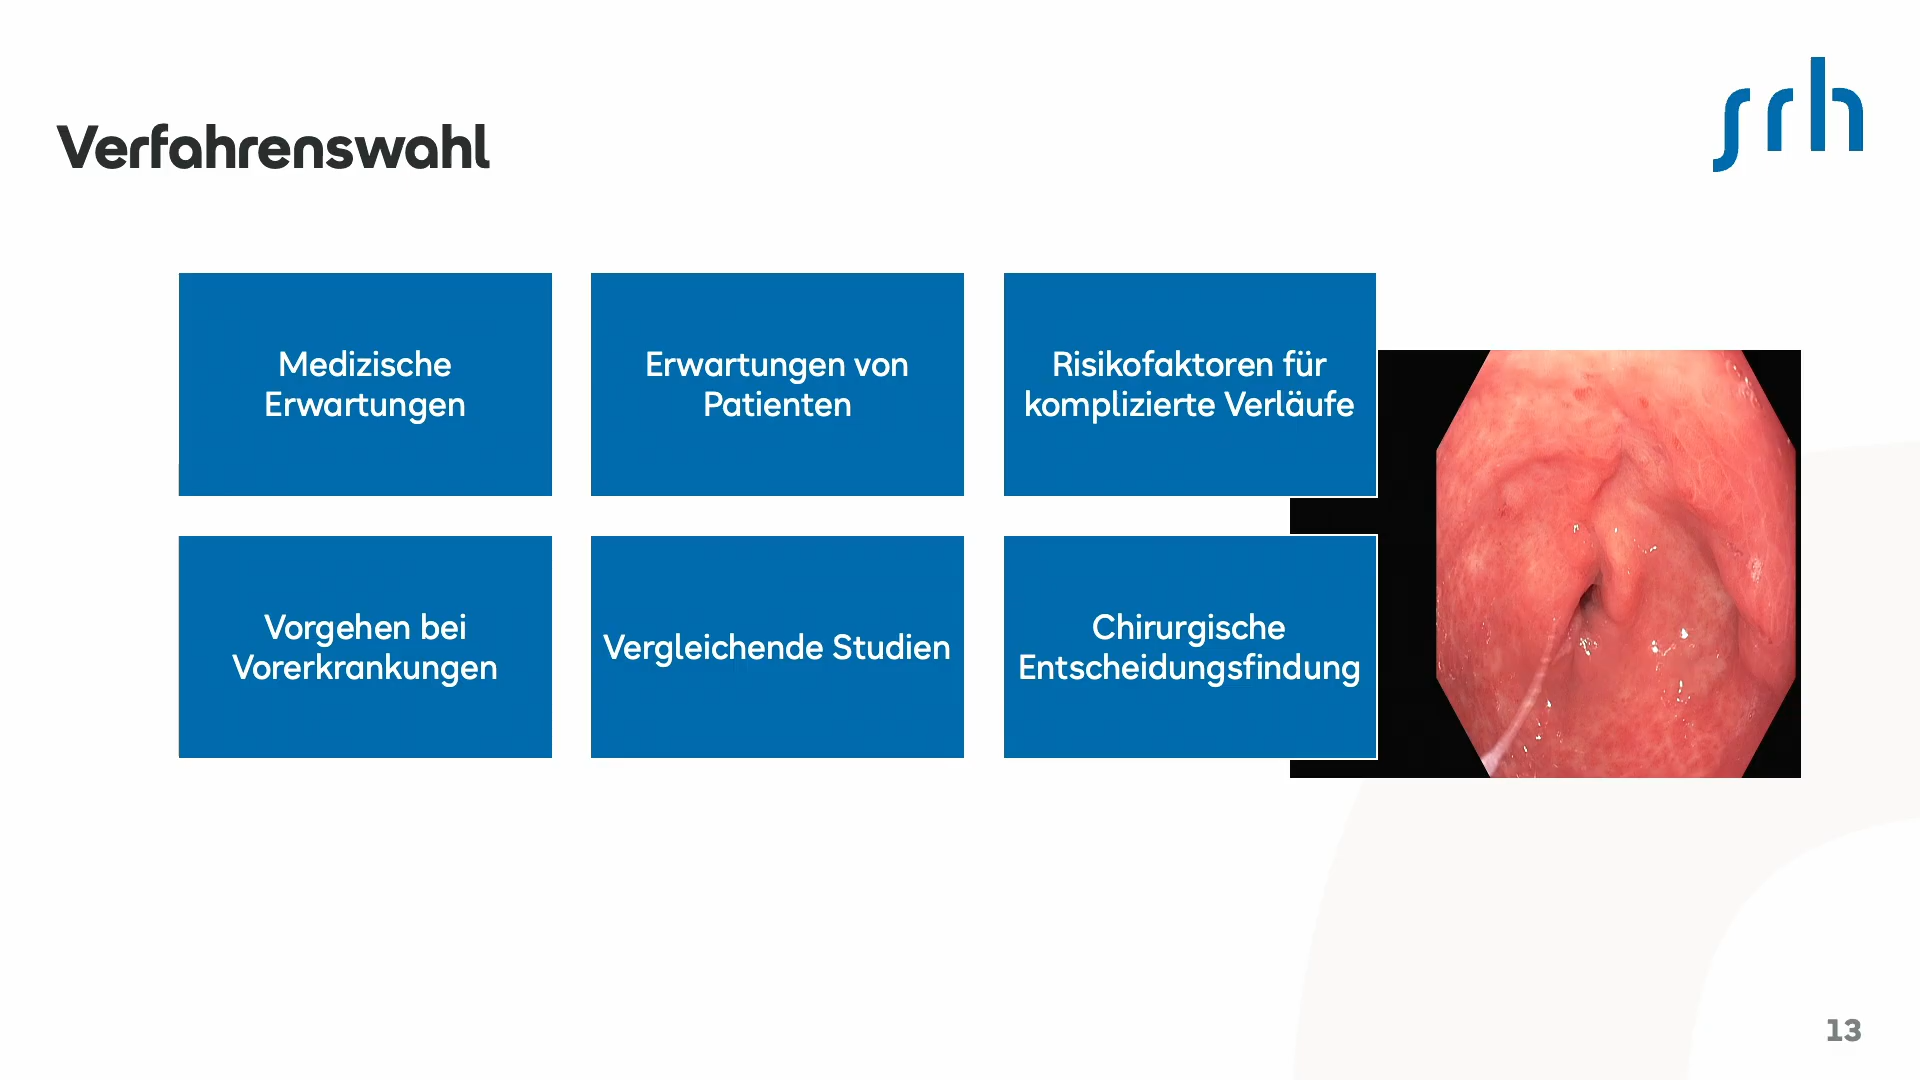 srh
Verfahrenswahl
Medizische
Erwartungen
Erwartungen von
Patienten
Risikofaktoren für
komplizierte Verläufe
Vorgehen bei
Vorerkrankungen
Vergleichende Studien
Chirurgische
Entscheidungsfindung
13